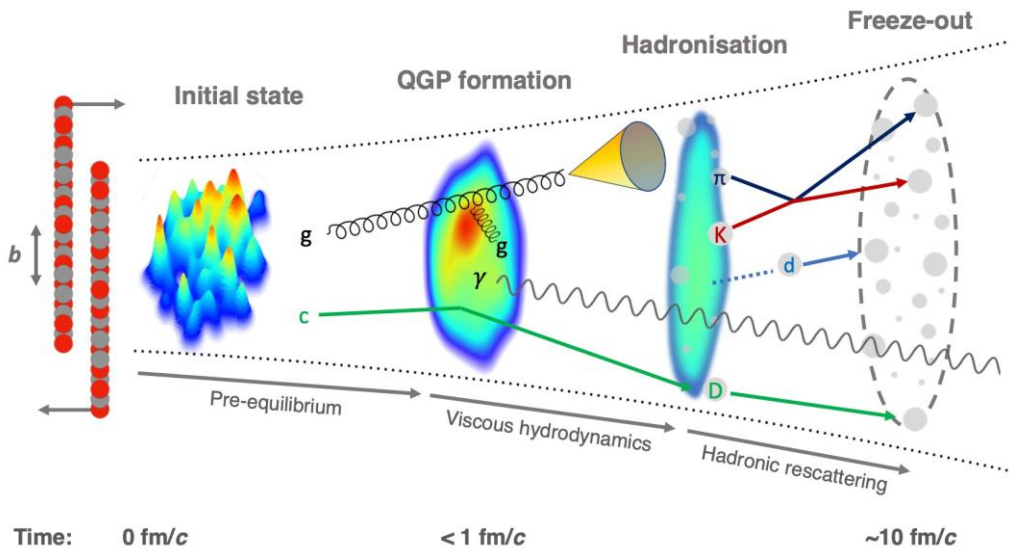 Freeze-out
Hadronisation
QGP formation
Initial state
π
g
K
b
g
d
γ
c
D
Pre-equilibrium
Viscous hydrodynamics
Hadronic rescattering
Time: 0 fm/c < 1 fm/c ~10 fm/c